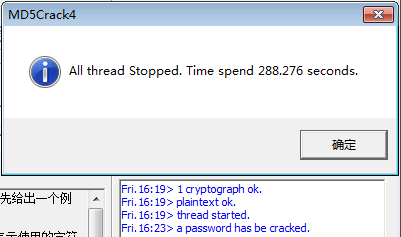 MD5Crack4
All thread Stopped. Time spend 288.276 seconds.
确定
先给出一个例
Fri. 16:19> 1 cryptograph ok.
Fri. 16:19> plaintext ok.
Fri. 16:19> thread started.
Fri. 16:23> a password has be cracked.